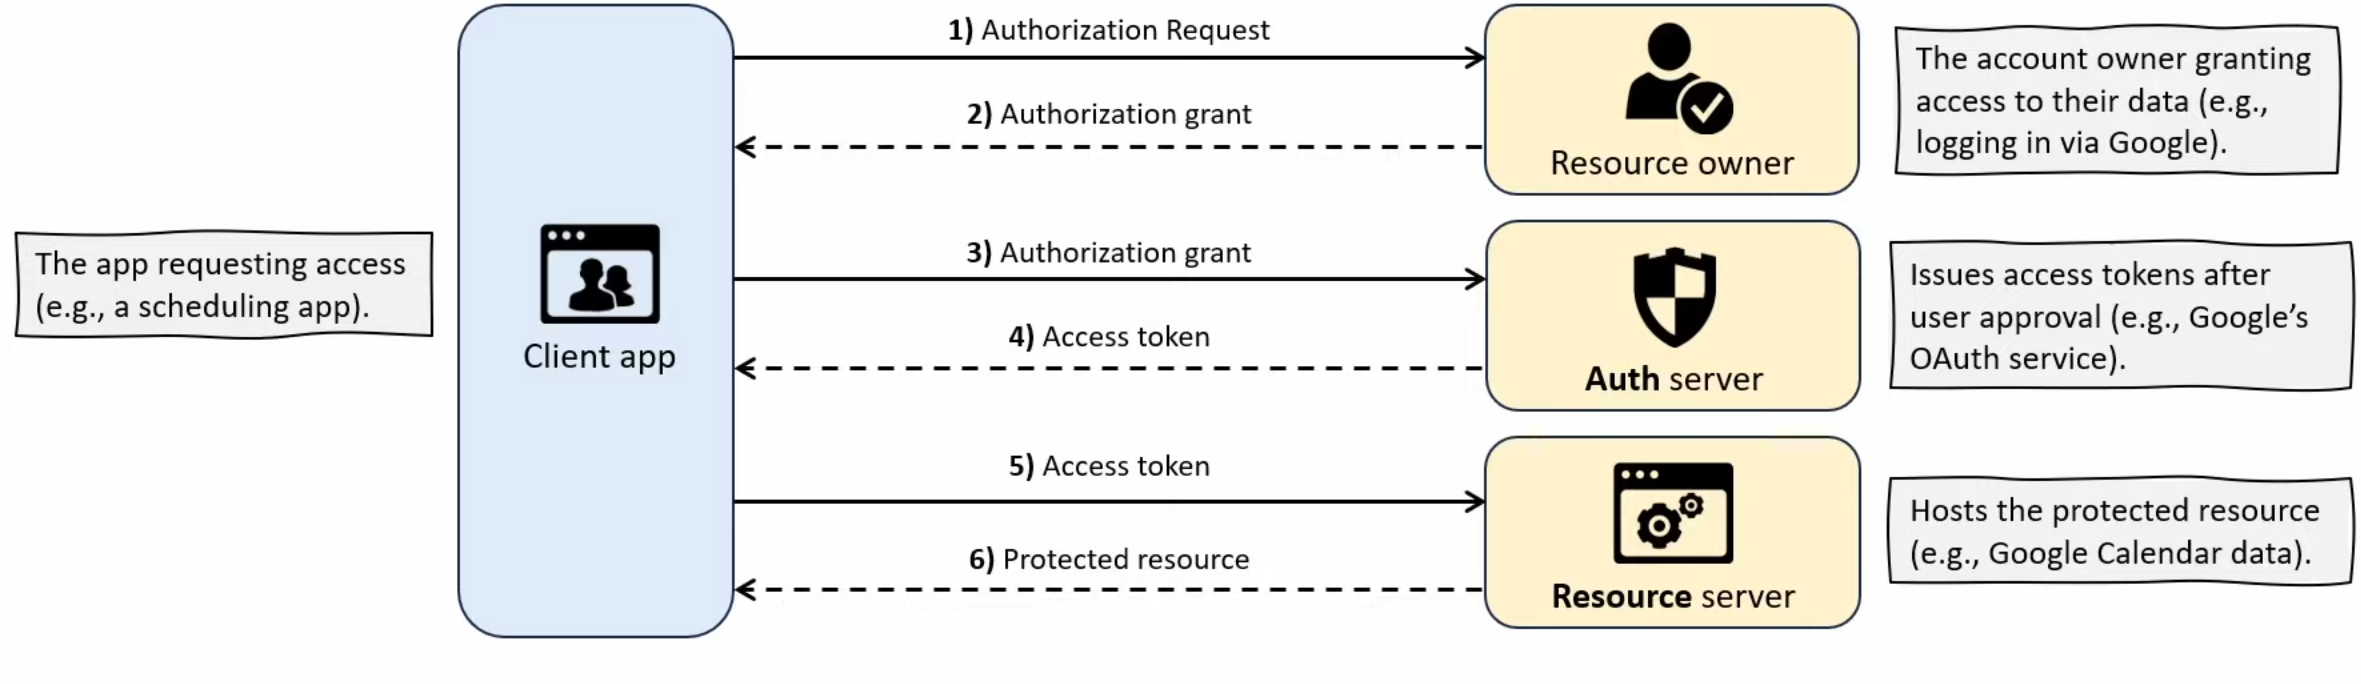 1) Authorization Request
2) Authorization grant
Resource owner
The account owner granting
access to their data (e.g.,
logging in via Google).
The app requesting access
(e.g., a scheduling app).
Client app
3) Authorization grant
4) Access token
Auth server
Issues access tokens after
user approval (e.g., Google’s
OAuth service).
5) Access token
6) Protected resource
Resource server
Hosts the protected resource
(e.g., Google Calendar data).